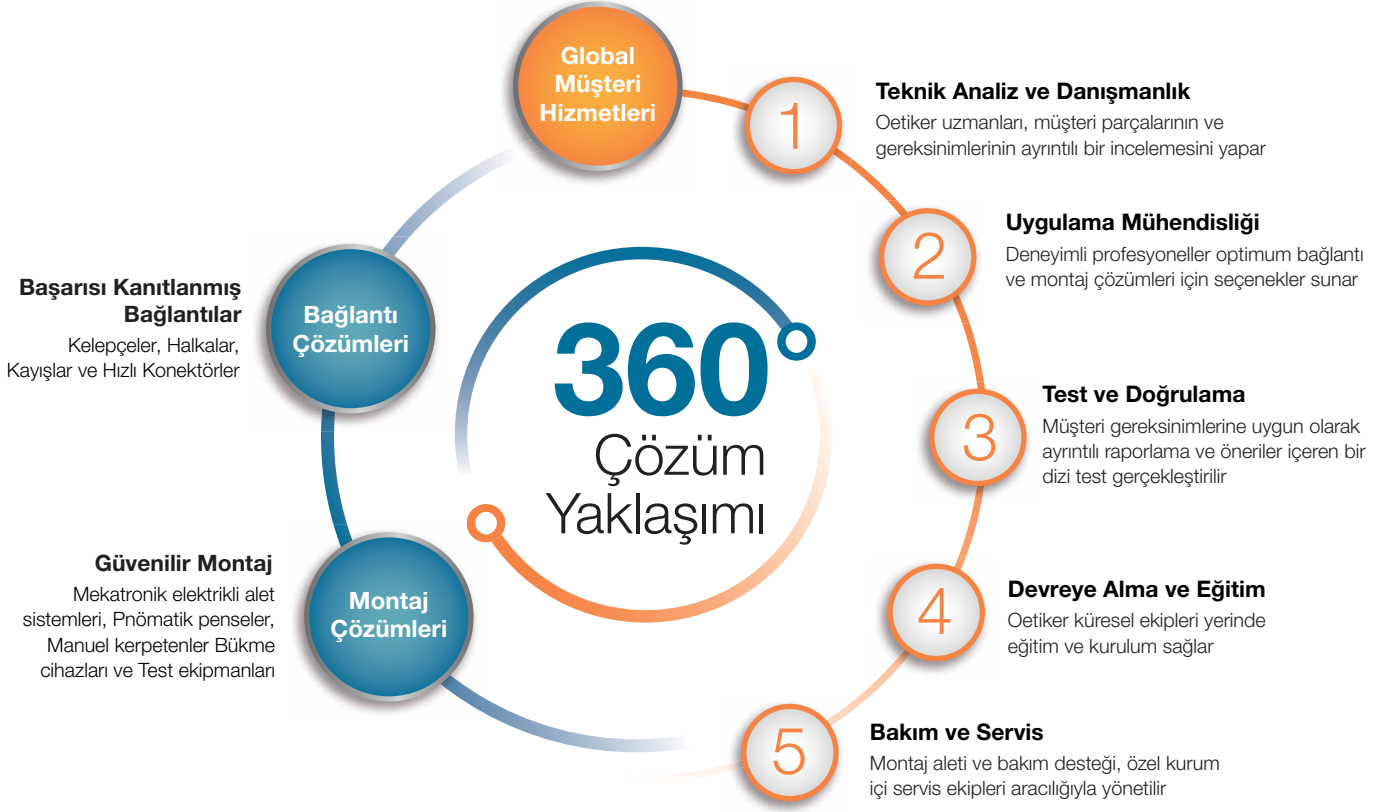 Global
Müşteri
Hizmetleri
1
Teknik Analiz ve Danışmanlık
Oetiker uzmanları, müşteri parçalarının ve
gereksinimlerinin ayrıntılı bir incelemesini yapar
2
Uygulama Mühendisliği
Deneyimli profesyoneller optimum bağlantı
ve montaj çözümleri için seçenekler sunar
3
Test ve Doğrulama
Müşteri gereksinimlerine uygun olarak
ayrıntılı raporlama ve öneriler içeren bir
dizi test gerçekleştirilir
4
Devreye Alma ve Eğitim
Oetiker küresel ekipleri yerinde
eğitim ve kurulum sağlar
5
Bakım ve Servis
Montaj aleti ve bakım desteği, özel kurum
içi servis ekipleri aracılığıyla yönetilir
Başarısı Kanıtlanmış
Bağlantılar
Kelepçeler, Halkalar,
Kayışlar ve Hızlı Konektörler
Bağlantı
Çözümleri
360°
Çözüm
Yaklaşımı
Güvenilir Montaj
Mekatronik elektrikli alet
sistemleri, Pnömatik penseler,
Manuel kerpetenler Bükme
cihazları ve Test ekipmanları
Montaj
Çözümleri